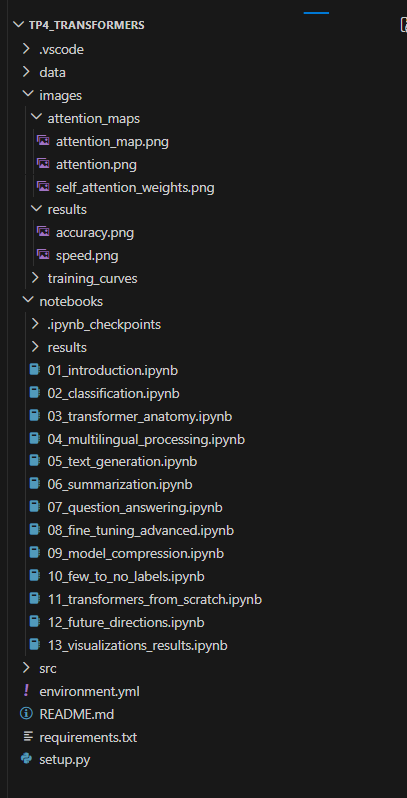 TP4_TRANSFORMERS
.vscode
data
images
attention_maps
attention_map.png
attention.png
self_attention_weights.png
results
accuracy.png
speed.png
training_curves
notebooks
.ipynb_checkpoints
results
01_introduction.ipynb
02_classification.ipynb
03_transformer_anatomy.ipynb
04_multilingual_processing.ipynb
05_text_generation.ipynb
06_summarization.ipynb
07_question_answering.ipynb
08_fine_tuning_advanced.ipynb
09_model_compression.ipynb
10_few_to_no_labels.ipynb
11_transformers_from_scratch.ipynb
12_future_directions.ipynb
13_visualizations_results.ipynb
src
environment.yml
README.md
requirements.txt
setup.py